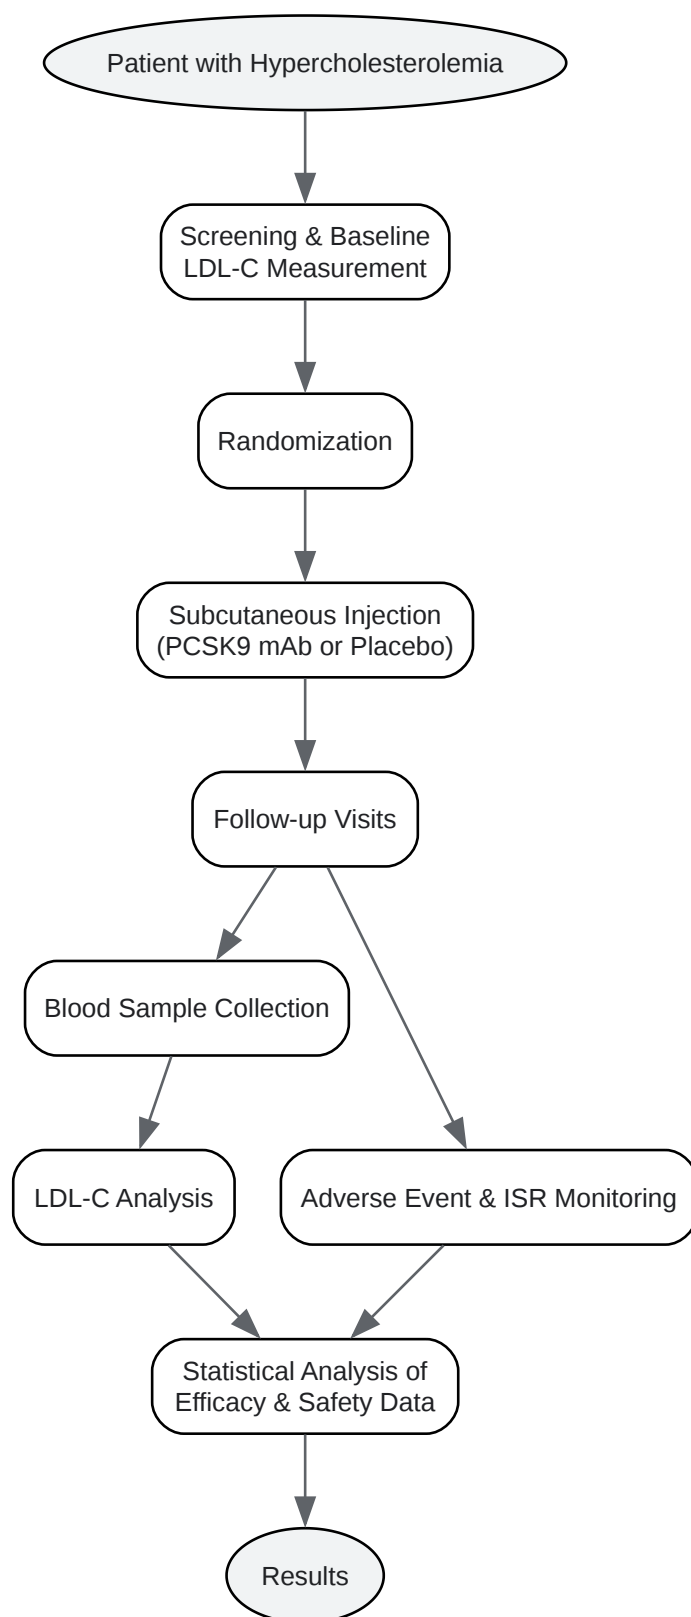 Patient with Hypercholesterolemia
Screening & Baseline
LDL-C Measurement
Randomization
Subcutaneous Injection
(PCSK9 mAb or Placebo)
Follow-up Visits
Blood Sample Collection
LDL-C Analysis
Adverse Event & ISR Monitoring
Statistical Analysis of
Efficacy & Safety Data
Results